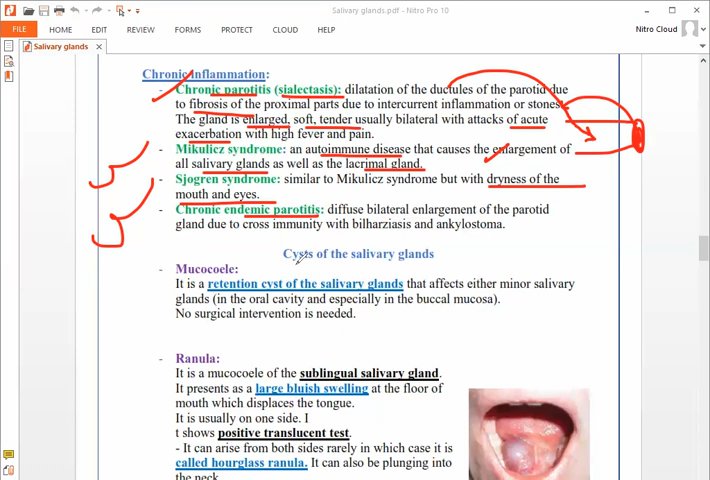 Salivary glands.pdf - Nitro Pro 10
FILE HOME EDIT REVIEW FORMS PROTECT CLOUD HELP Nitro Cloud
Salivary glands ×
Chronic Inflammation:
- Chronic parotitis (sialectasis): dilatation of the ductules of the parotid due
to fibrosis of the proximal parts due to intercurrent inflammation or stones.
The gland is enlarged, soft, tender usually bilateral with attacks of acute
exacerbation with high fever and pain.
- Mikulicz syndrome: an autoimmune disease that causes the enlargement of
all salivary glands as well as the lacrimal gland.
- Sjogren syndrome: similar to Mikulicz syndrome but with dryness of the
mouth and eyes.
- Chronic endemic parotitis: diffuse bilateral enlargement of the parotid
gland due to cross immunity with bilharziasis and ankylostoma.
Cysts of the salivary glands
- Mucocoele:
It is a retention cyst of the salivary glands that affects either minor salivary
glands (in the oral cavity and especially in the buccal mucosa).
No surgical intervention is needed.
- Ranula:
It is a mucocele of the sublingual salivary gland.
It presents as a large bluish swelling at the floor of
mouth which displaces the tongue.
It is usually on one side. I
t shows positive translucent test.
- It can arise from both sides rarely in which case it is
called hourglass ranula. It can also be plunging into
the neck.